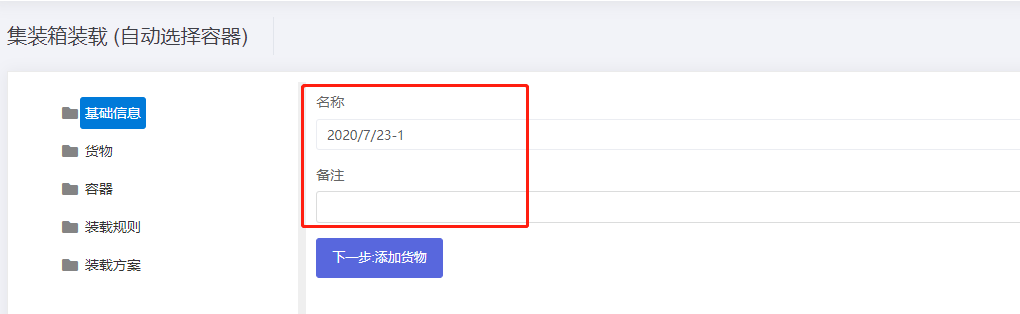 集装箱装载 (自动选择容器)
基础信息
货物
容器
装载规则
装载方案
名称
2020/7/23-1
备注
下一步:添加货物